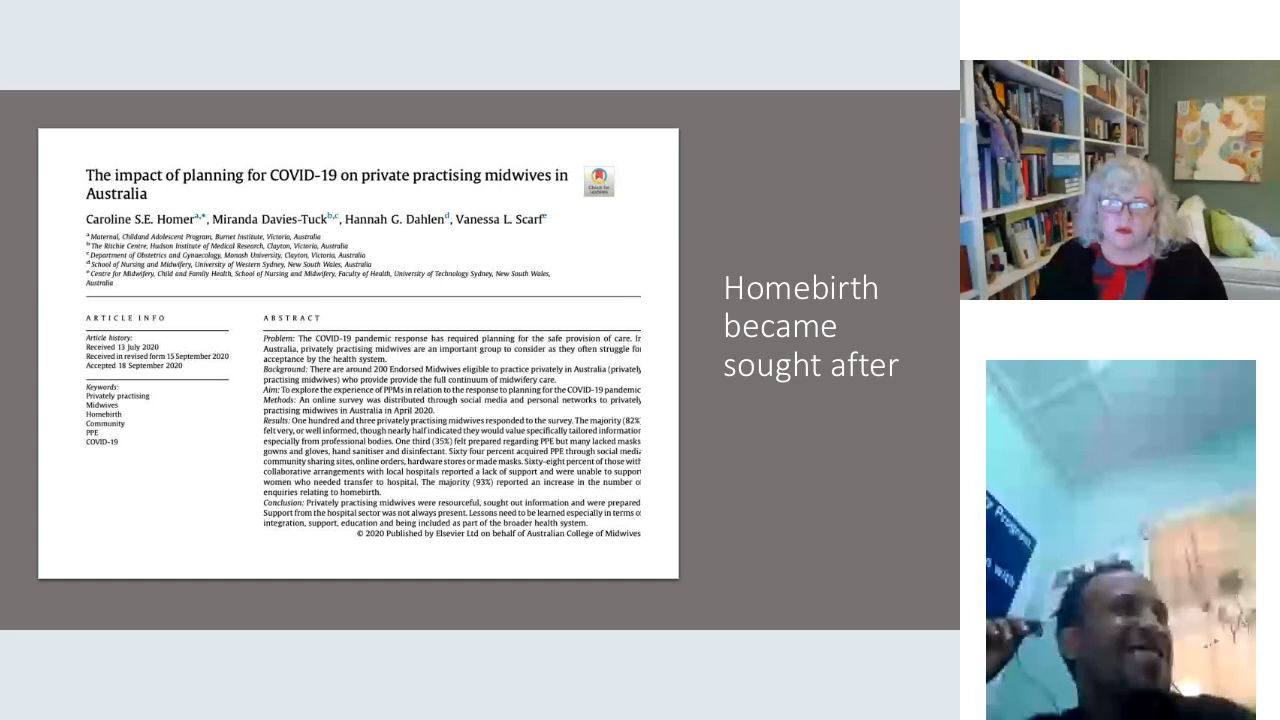 The impact of planning for COVID-19 on private practising midwives in
Australia
Check for
updates
Caroline S.E. Homer a,*, Miranda Davies-Tuck b,c, Hannah G. Dahlen d, Vanessa L. Scarf e
a Maternal, Childand Adolescent Program, Burnet Institute, Victoria, Australia
b The Ritchie Centre, Hudson Institute of Medical Research, Clayton, Victoria, Australia
c Department of Obstetrics and Gynaecology, Monash University, Clayton, Victoria, Australia
d School of Nursing and Midwifery, University of Western Sydney, New South Wales, Australia
e Centre for Midwifery, Child and Family Health, School of Nursing and Midwifery, Faculty of Health, University of Technology Sydney, New South Wales,
Australia
ARTICLE INFO
Article history:
Received 13 July 2020
Received in revised form 15 September 2020
Accepted 18 September 2020
Keywords:
Privately practising
Midwives
Homebirth
Community
PPE
COVID-19
ABSTRACT
Problem: The COVID-19 pandemic response has required planning for the safe provision of care. In
Australia, privately practising midwives are an important group to consider as they often struggle for
acceptance by the health system.
Background: There are around 200 Endorsed Midwives eligible to practice privately in Australia (privately
practising midwives) who provide provide the full continuum of midwifery care.
Aim: To explore the experience of PPMs in relation to the response to planning for the COVID-19 pandemic
Methods: An online survey was distributed through social media and personal networks to privately
practising midwives in Australia in April 2020.
Results: One hundred and three privately practising midwives responded to the survey. The majority (82%
felt very, or well informed, though nearly half indicated they would value specifically tailored information
especially from professional bodies. One third (35%) felt prepared regarding PPE but many lacked masks
gowns and gloves, hand sanitiser and disinfectant. Sixty four percent acquired PPE through social media
community sharing sites, online orders, hardware stores or made masks. Sixty-eight percent of those with
collaborative arrangements with local hospitals reported a lack of support and were unable to support
women who needed transfer to hospital. The majority (93%) reported an increase in the number of
enquiries relating to homebirth.
Conclusion: Privately practising midwives were resourceful, sought out information and were prepared
Support from the hospital sector was not always present. Lessons need to be learned especially in terms of
integration, support, education and being included as part of the broader health system.
© 2020 Published by Elsevier Ltd on behalf of Australian College of Midwives
Homebirth
became
sought after
Program
with